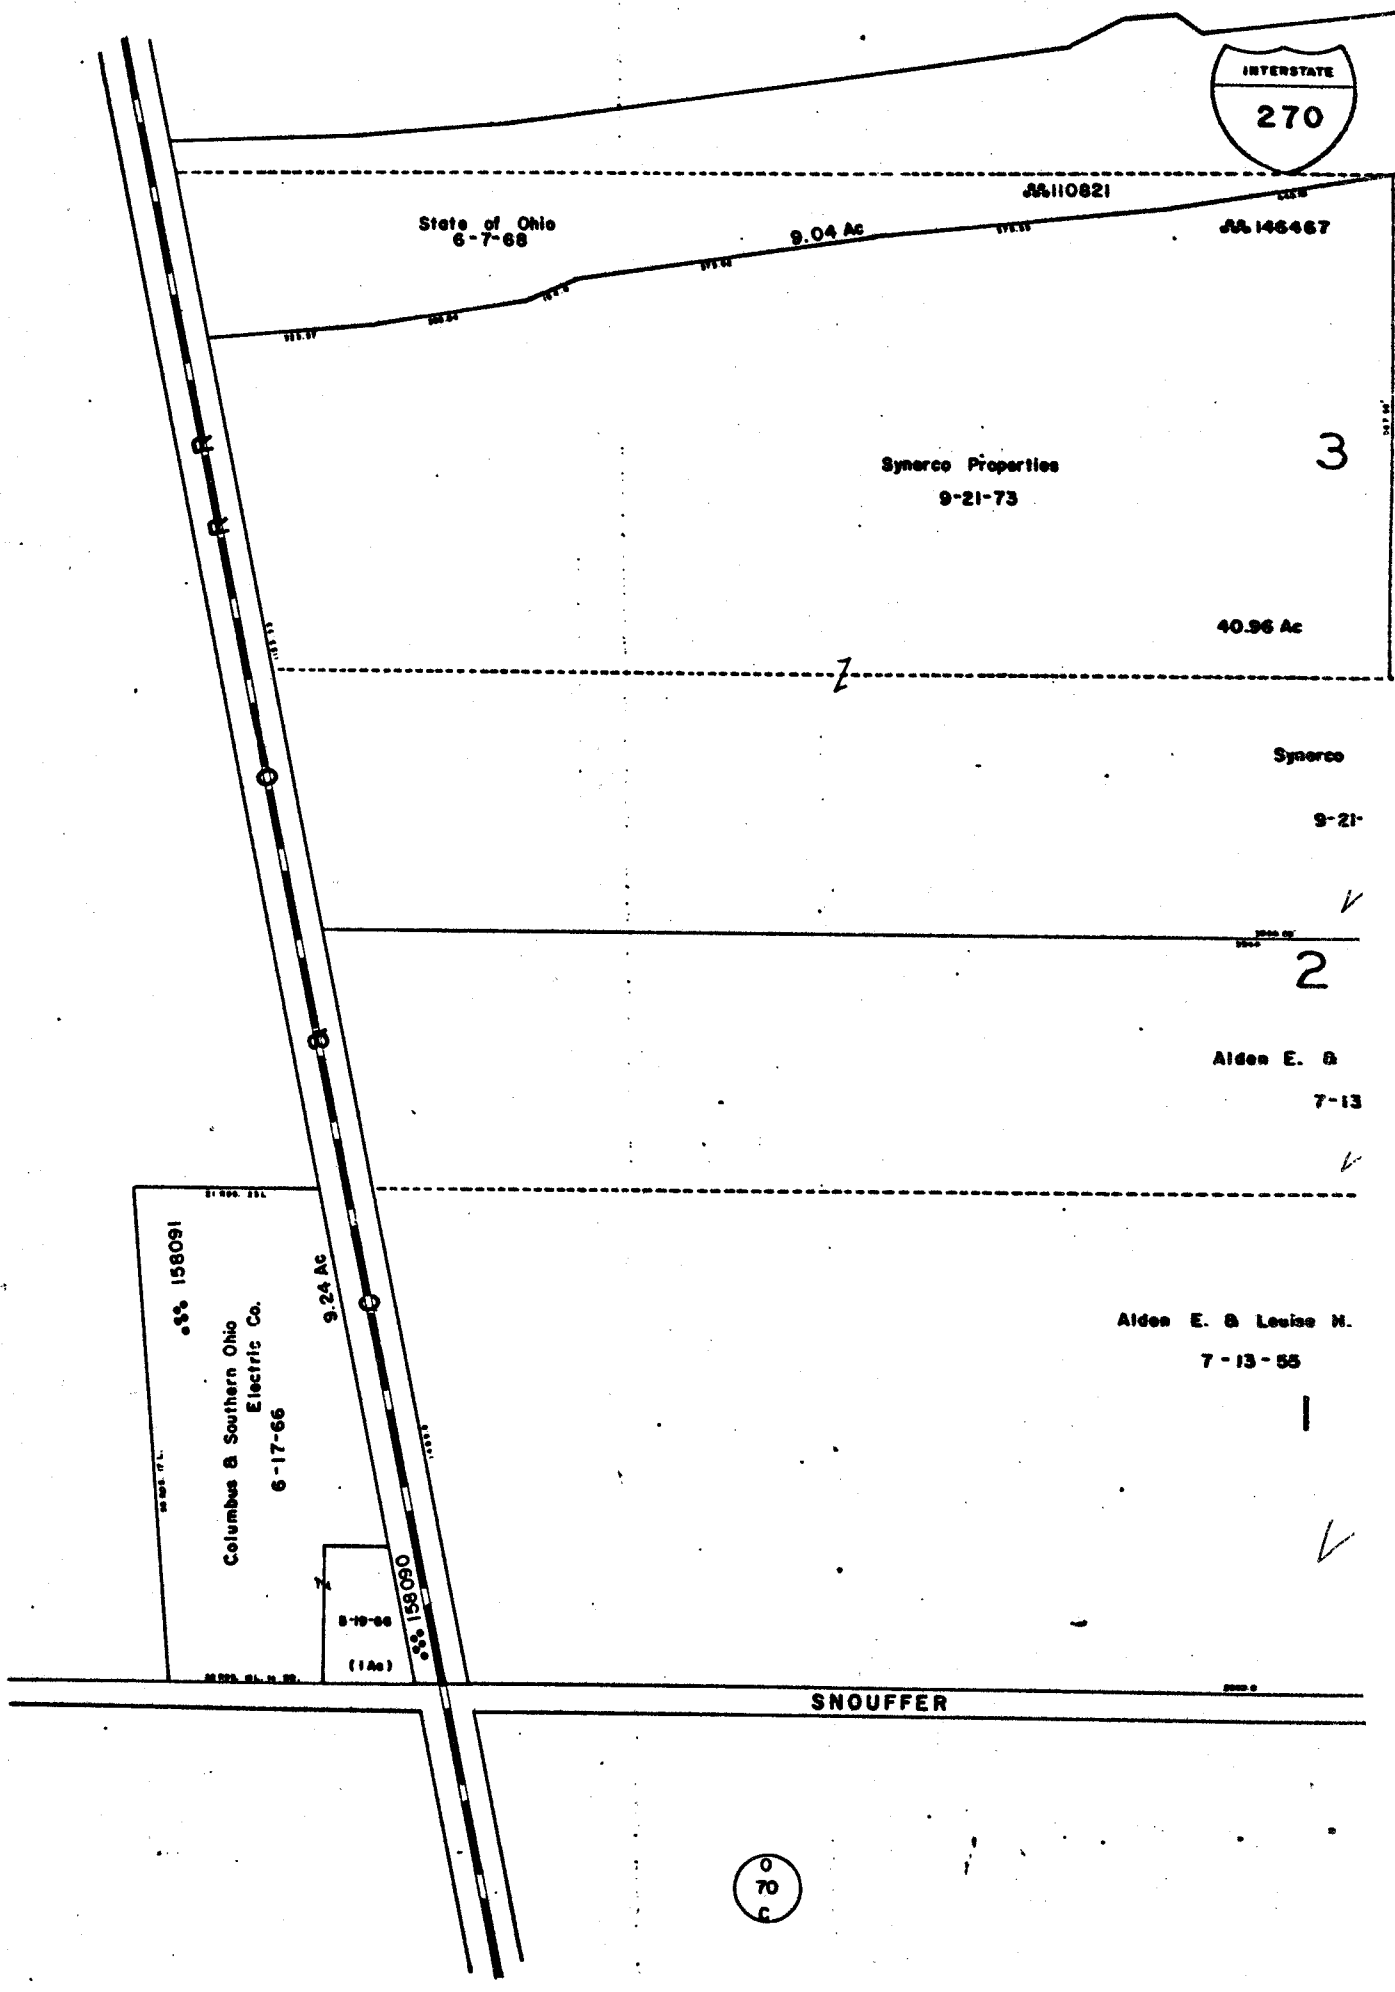 INTERSTATE
270
110821
State of Ohio
6-7-68
9.04 Ac
146467
3
Synerco Properties
9-21-73
R
R
40.96 Ac
Z
Synerco
9-21-
O
2
Alden E. &
7-13
&
158091
9.24 Ac
O
Columbus & Southern Ohio
Electric Co.
6-17-66
Alden E. & Louise H.
7-13-55
1
158090
(1 Ac)
SNOUFFER
O
70
C